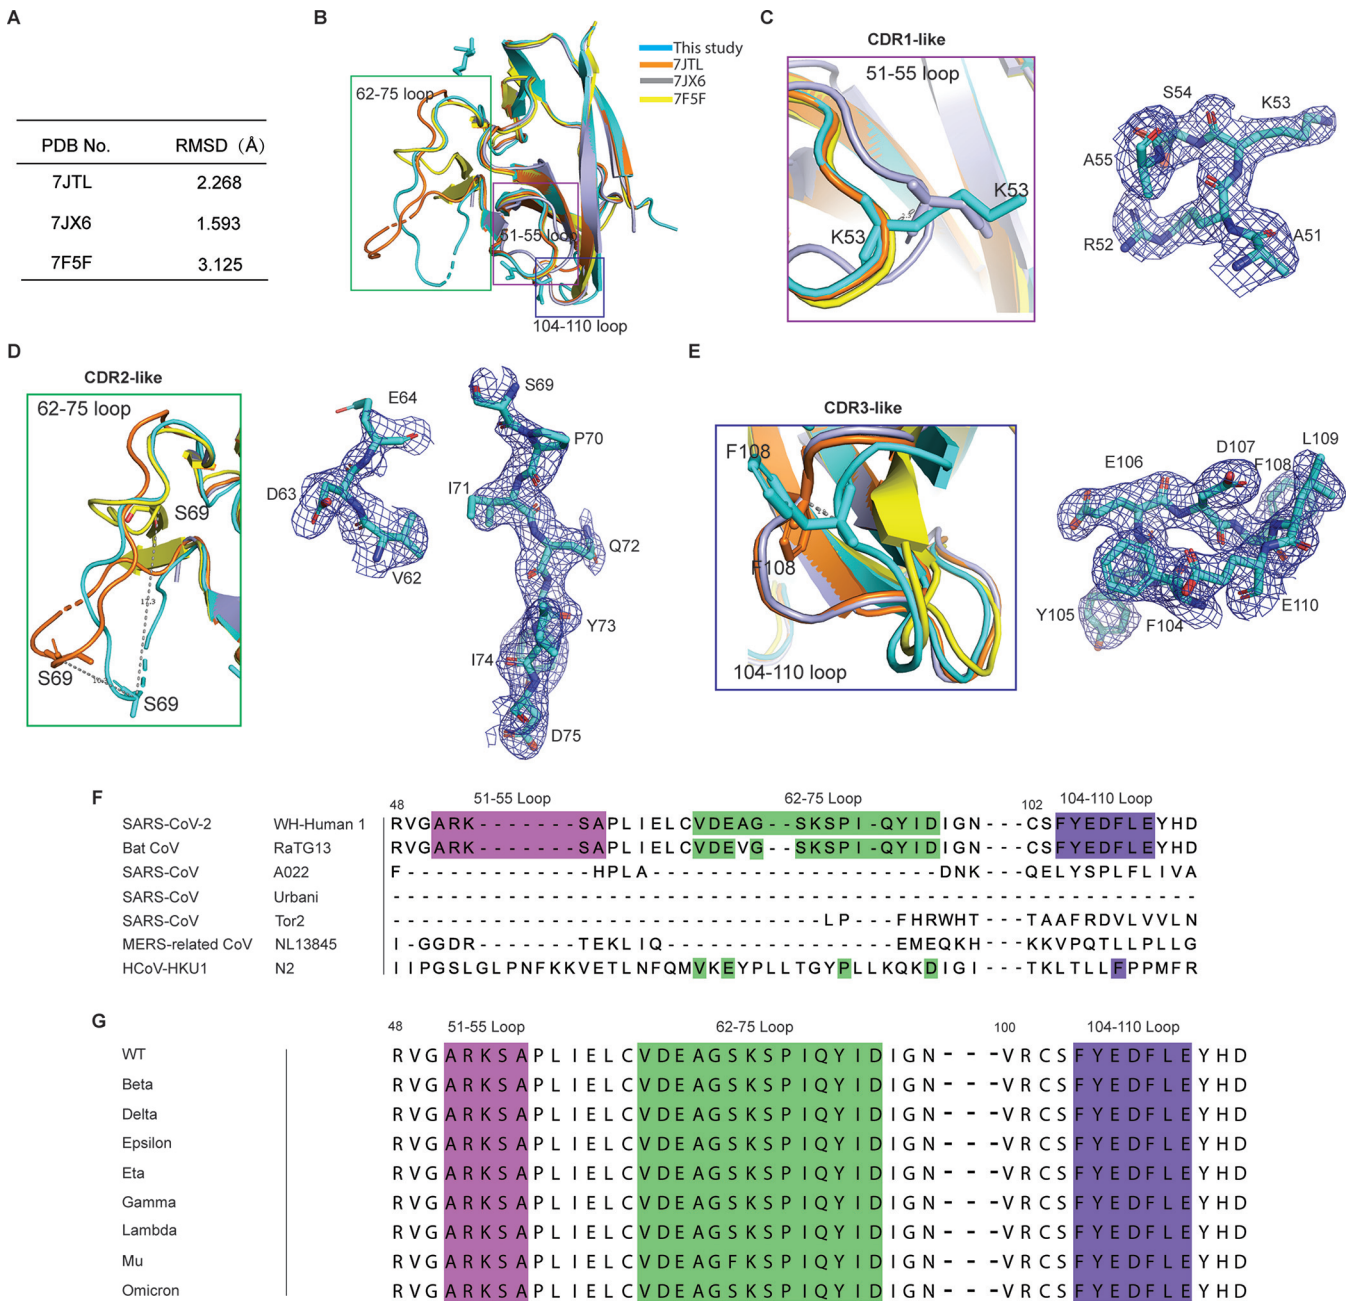 A
PDB No. RMSD (Å)
7JTL 2.268
7JX6 1.593
7F5F 3.125
B
This study
7JTL
7JX6
7F5F
62-75 loop
51-55 loop
104-110 loop
C
CDR1-like
51-55 loop
K53
K53
S54
K53
A55
R52
A51
D
CDR2-like
62-75 loop
S69
17.3
S69
S69
E64
D63
V62
S69
P70
I71
Q72
Y73
I74
D75
E
CDR3-like
F108
F108
104-110 loop
E106
D107
F108
L109
Y105
F104
E110
F
48 51-55 Loop 62-75 Loop 102 104-110 Loop
SARS-CoV-2 WH-Human 1 RVGARK-------SAPLIELCVDEAG--SKSPI-QYIDIGN---CSFYEDFLEYHD
Bat CoV RaTG13 RVGARK-------SAPLIELCVDEVG--SKSPI-QYIDIGN---CSFYEDFLEYHD
SARS-CoV A022 F-------------HPLA--------------------DNK---QELYSPLFLIVA
SARS-CoV Urbani --------------------------------------------------------
SARS-CoV Tor2 ------------------------------LP---FHRWHT---TAAFRDVLVVLN
MERS-related CoV NL13845 I-GGDR-------TEKLIQ----------------EMEQKH---KKVPQTLLPLLG
HCoV-HKU1 N2 IIPGSLGLPNFKKVETLNFQMVKEYPLLTGYPLLKQKDIGI---TKLTLLFPPMFR
G
48 51-55 Loop 62-75 Loop 100 104-110 Loop
WT RVGARKSAPLIELCVDEAGSKSPIQYIDIGN---VRCSFYEDFLEYHD
Beta RVGARKSAPLIELCVDEAGSKSPIQYIDIGN---VRCSFYEDFLEYHD
Delta RVGARKSAPLIELCVDEAGSKSPIQYIDIGN---VRCSFYEDFLEYHD
Epsilon RVGARKSAPLIELCVDEAGSKSPIQYIDIGN---VRCSFYEDFLEYHD
Eta RVGARKSAPLIELCVDEAGSKSPIQYIDIGN---VRCSFYEDFLEYHD
Gamma RVGARKSAPLIELCVDEAGSKSPIQYIDIGN---VRCSFYEDFLEYHD
Lambda RVGARKSAPLIELCVDEAGSKSPIQYIDIGN---VRCSFYEDFLEYHD
Mu RVGARKSAPLIELCVDEAGFKSPIQYIDIGN---VRCSFYEDFLEYHD
Omicron RVGARKSAPLIELCVDEAGSKSPIQYIDIGN---VRCSFYEDFLEYHD